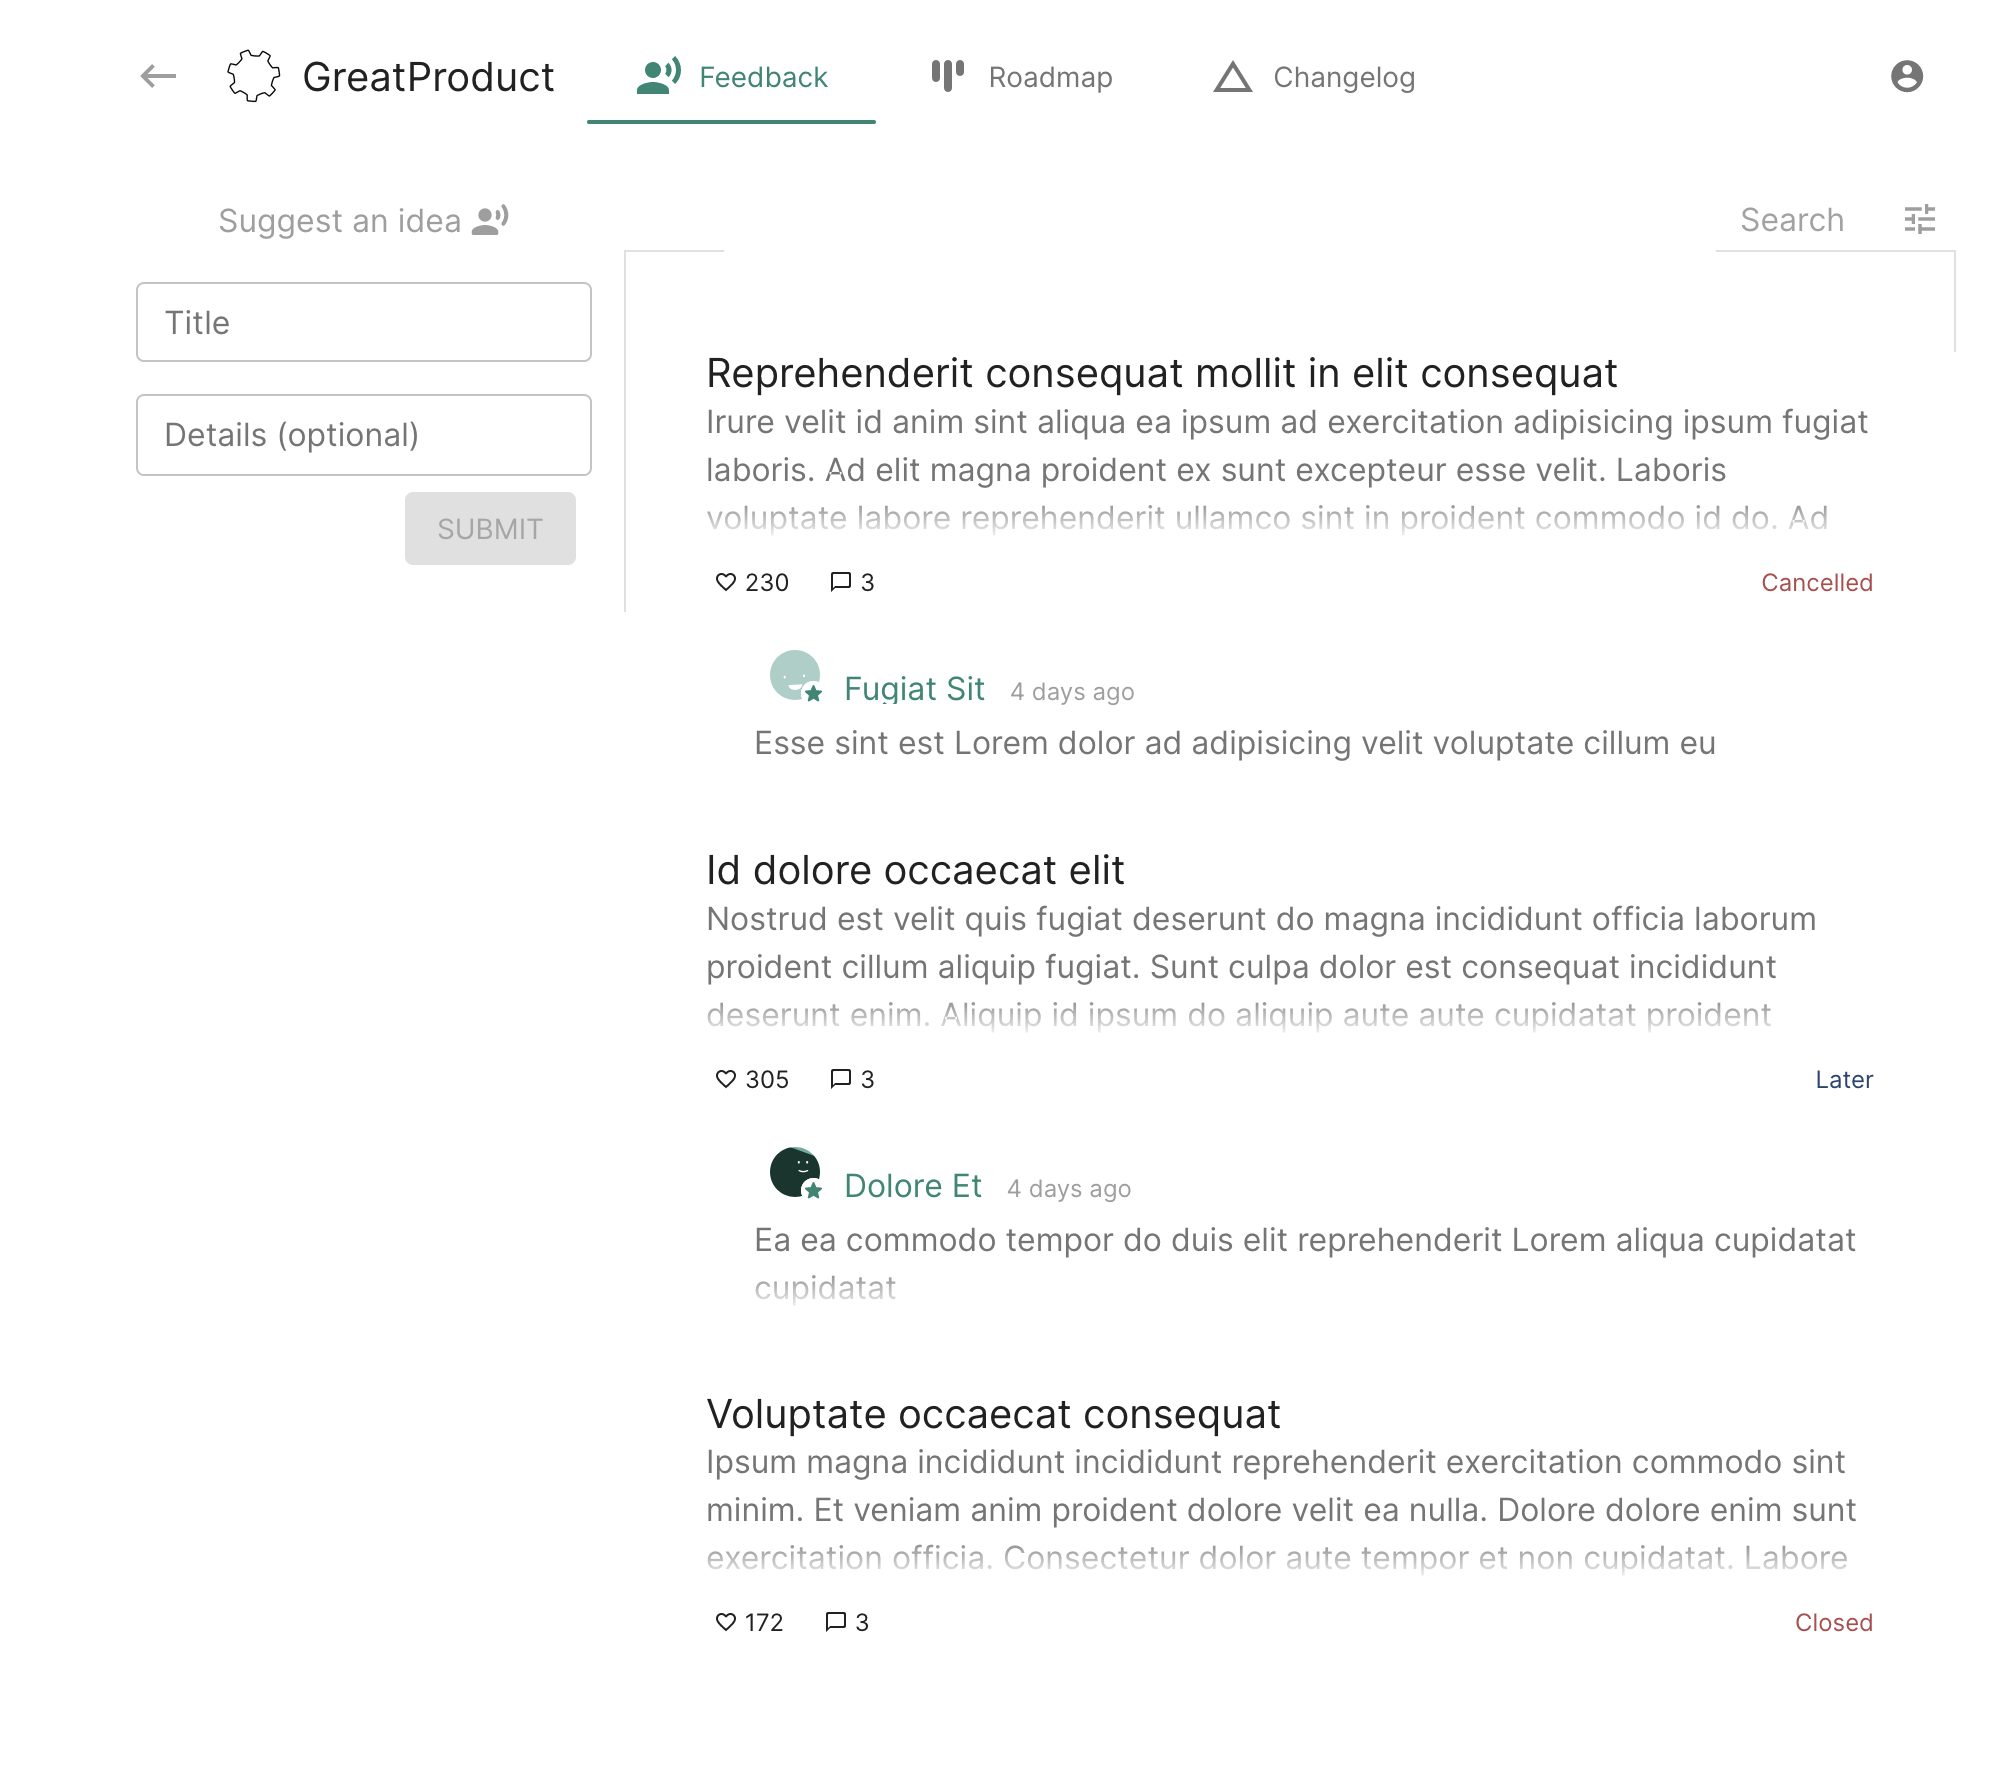 GreatProduct
Feedback
Roadmap
Changelog
Suggest an idea
Search
Title
Details (optional)
SUBMIT
Reprehenderit consequat mollit in elit consequat
Irure velit id anim sint aliqua ea ipsum ad exercitation adipisicing ipsum fugiat
laboris. Ad elit magna proident ex sunt excepteur esse velit. Laboris
voluptate labore reprehenderit ullamco sint in proident commodo id do. Ad
230
3
Cancelled
Fugiat Sit 4 days ago
Esse sint est Lorem dolor ad adipisicing velit voluptate cillum eu
Id dolore occaecat elit
Nostrud est velit quis fugiat deserunt do magna incididunt officia laborum
proident cillum aliquip fugiat. Sunt culpa dolor est consequat incididunt
deserunt enim. Aliquip id ipsum do aliquip aute aute cupidatat proident
305
3
Later
Dolore Et 4 days ago
Ea ea commodo tempor do duis elit reprehenderit Lorem aliqua cupidatat
cupidatat
Voluptate occaecat consequat
Ipsum magna incididunt incididunt reprehenderit exercitation commodo sint
minim. Et veniam anim proident dolore velit ea nulla. Dolore dolore enim sunt
exercitation officia. Consectetur dolor aute tempor et non cupidatat. Labore
172
3
Closed